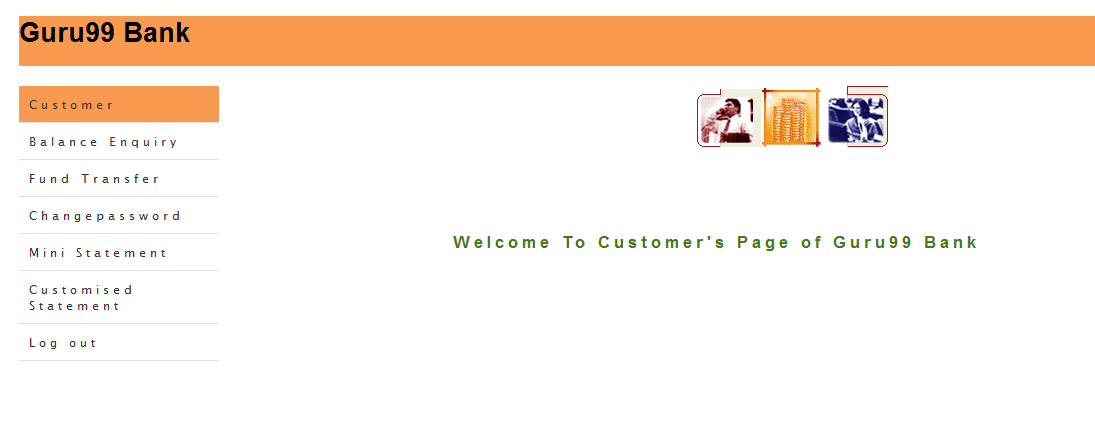 Guru99 Bank
Customer
Balance Enquiry
Fund Transfer
Changepassword
Mini Statement
Customised
Statement
Log out
Welcome To Customer's Page of Guru99 Bank